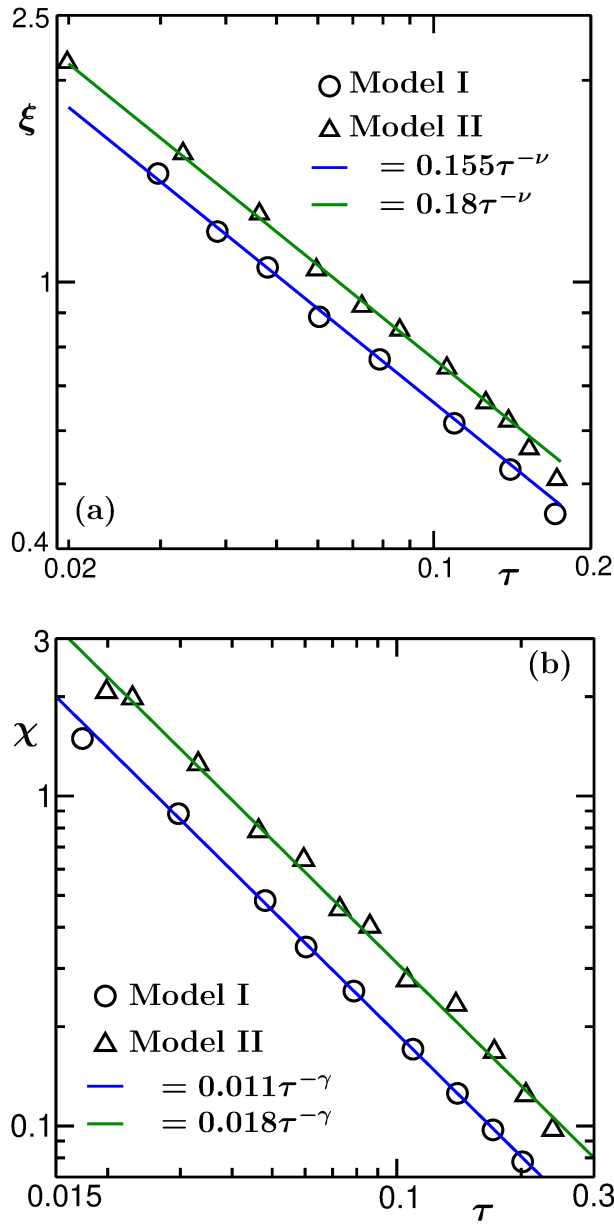 2.5
ξ
Model I
Model II
= 0.155τ^−ν
= 0.18τ^−ν
1
(a)
0.4
0.02 0.1 τ 0.2
3
(b)
χ
1
Model I
Model II
= 0.011τ^−γ
= 0.018τ^−γ
0.1
0.015 0.1 τ 0.3